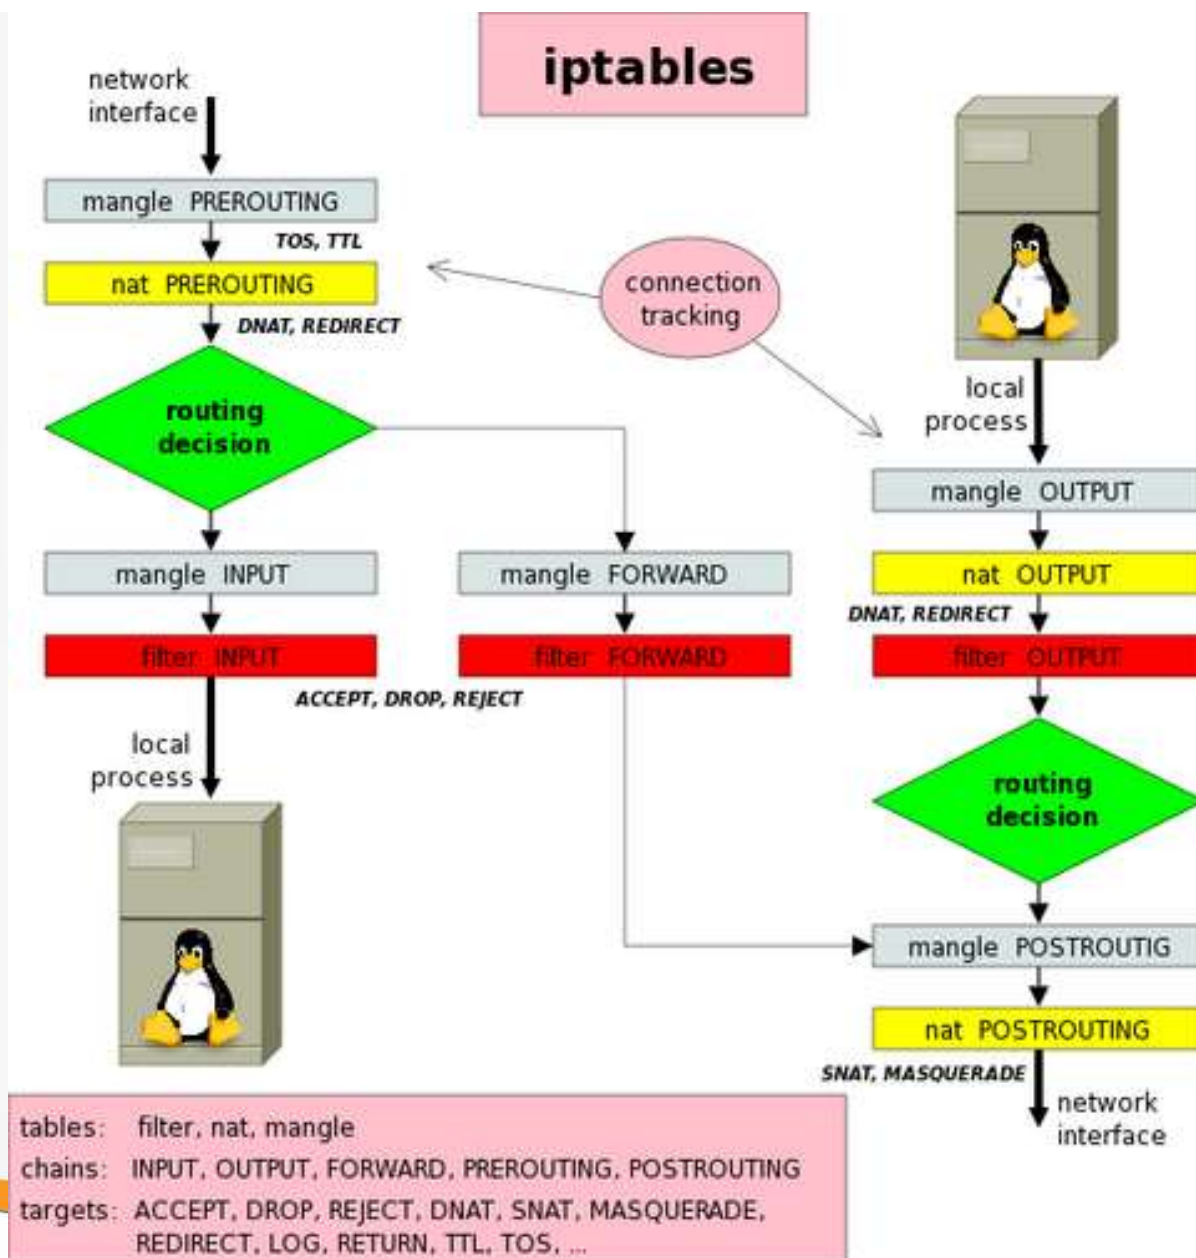 iptables
network
interface
mangle PREROUTING
TOS, TTL
nat PREROUTING
DNAT, REDIRECT
routing
decision
connection
tracking
mangle INPUT
filter INPUT
mangle FORWARD
filter FORWARD
ACCEPT, DROP, REJECT
local
process
local
process
mangle OUTPUT
nat OUTPUT
DNAT, REDIRECT
filter OUTPUT
routing
decision
mangle POSTROUTIG
nat POSTROUTING
SNAT, MASQUERADE
network
interface
tables: filter, nat, mangle
chains: INPUT, OUTPUT, FORWARD, PREROUTING, POSTROUTING
targets: ACCEPT, DROP, REJECT, DNAT, SNAT, MASQUERADE,
REDIRECT, LOG, RETURN, TTL, TOS, ...